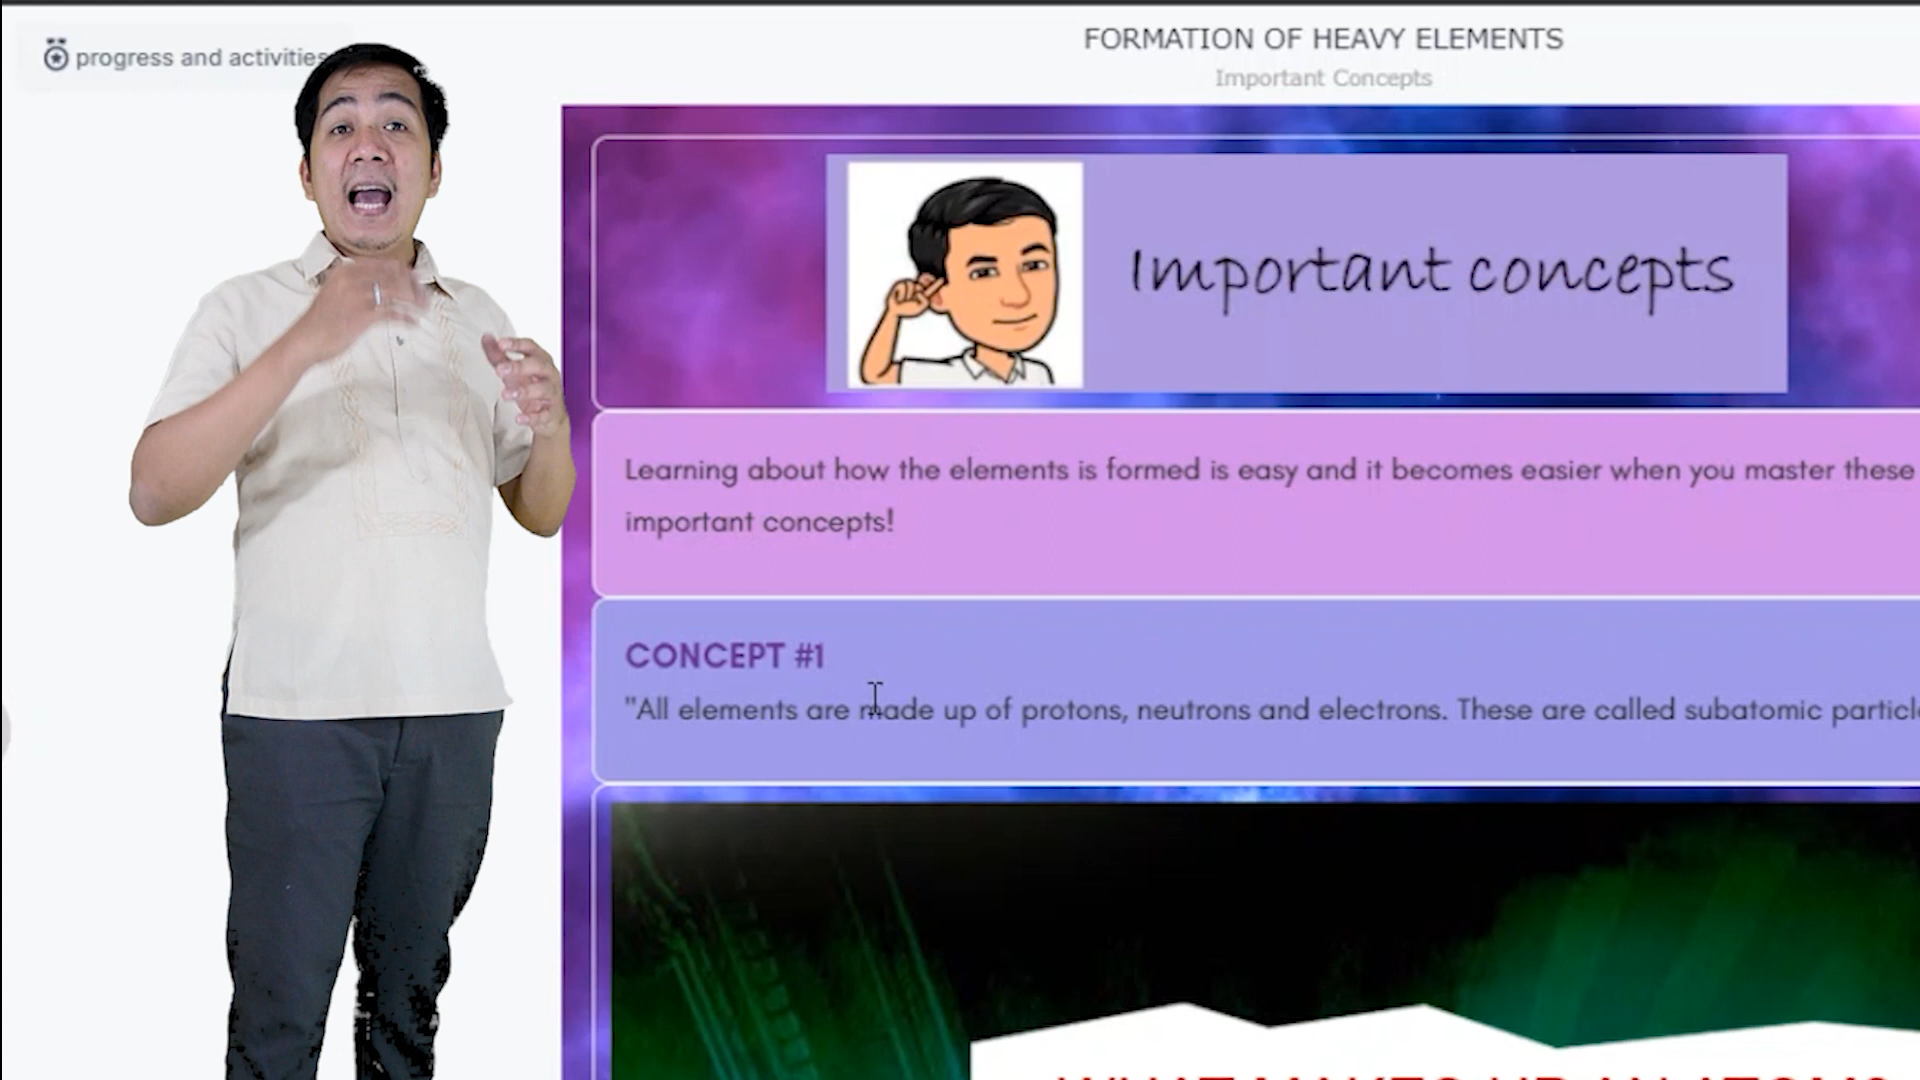 progress and activities
FORMATION OF HEAVY ELEMENTS
Important Concepts
Important concepts
Learning about how the elements is formed is easy and it becomes easier when you master these
important concepts!
CONCEPT #1
"All elements are made up of protons, neutrons and electrons. These are called subatomic particl